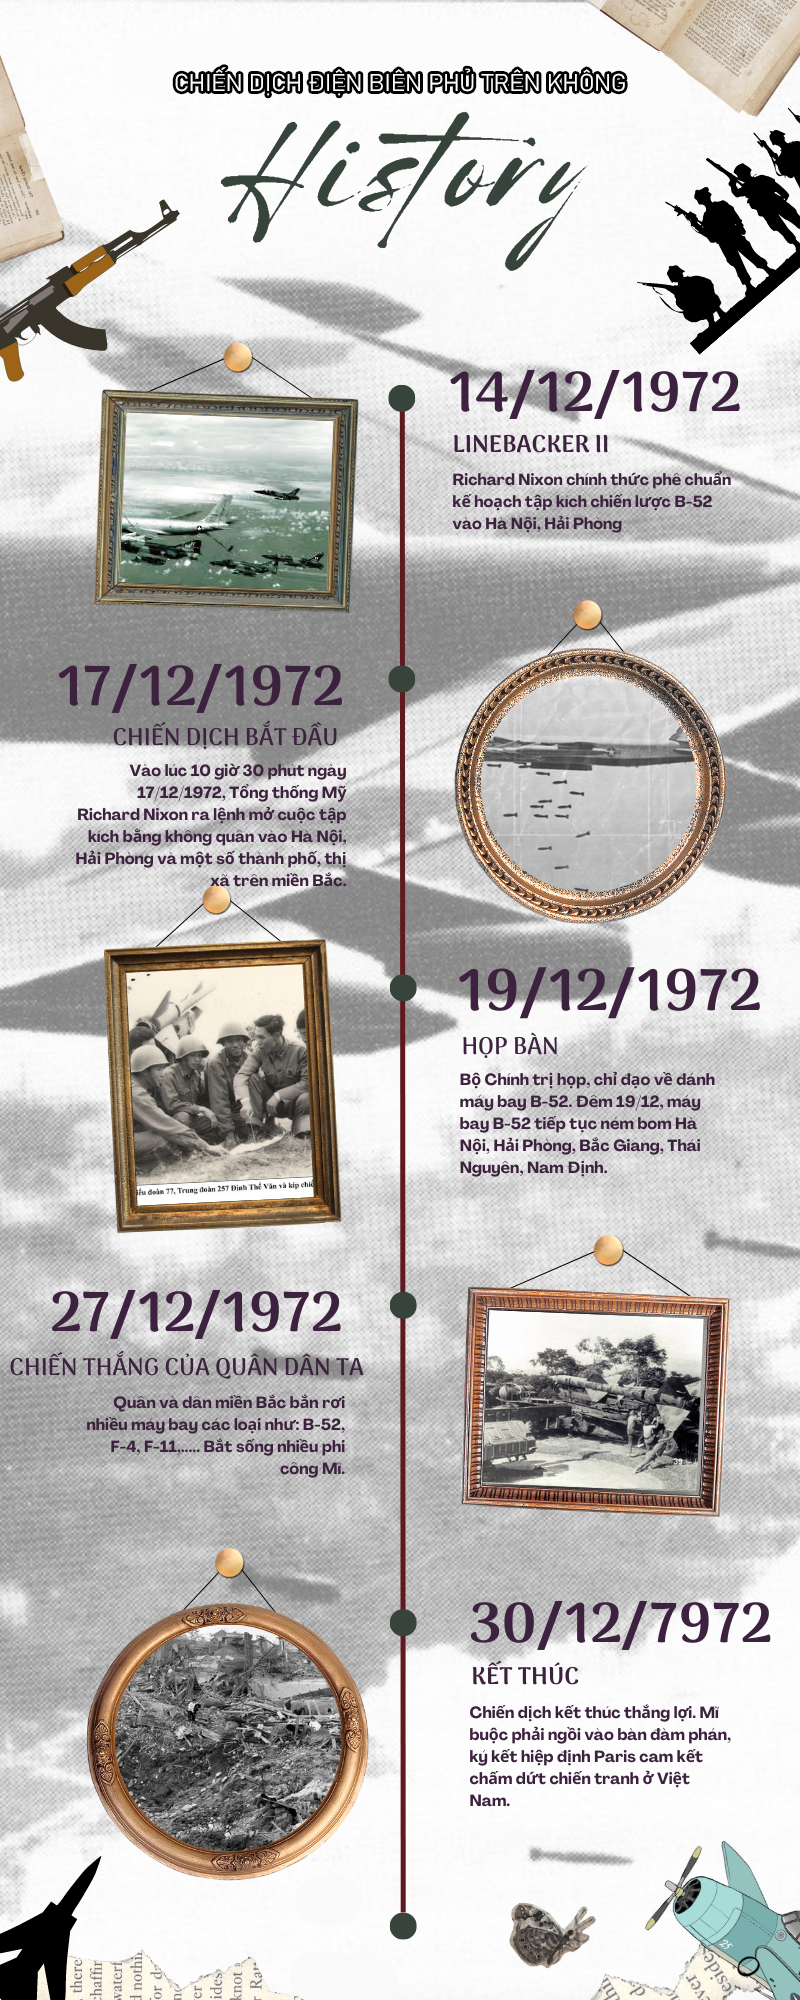 CHIẾN DỊCH ĐIỆN BIÊN PHỦ TRÊN KHÔNG
History
14/12/1972
LINEBACKER II
Richard Nixon chính thức phê chuẩn
kế hoạch tập kích chiến lược B-52
vào Hà Nội, Hải Phòng
17/12/1972
CHIẾN DỊCH BẮT ĐẦU
Vào lúc 10 giờ 30 phút ngày
17/12/1972, Tổng thống Mỹ
Richard Nixon ra lệnh mở cuộc tập
kích bằng không quân vào Hà Nội,
Hải Phòng và một số thành phố, thị
xã trên miền Bắc.
19/12/1972
HỌP BÀN
Bộ Chính trị họp, chỉ đạo về đánh
máy bay B-52. Đêm 19/12, máy
bay B-52 tiếp tục ném bom Hà
Nội, Hải Phòng, Bắc Giang, Thái
Nguyên, Nam Định.
iểu đoàn 77, Trung đoàn 257 Đinh Thế Văn và kíp chiế
27/12/1972
CHIẾN THẮNG CỦA QUÂN DÂN TA
Quân và dân miền Bắc bắn rơi
nhiều máy bay các loại như: B-52,
F-4, F-11,..... Bắt sống nhiều phi
công Mĩ.
30/12/7972
KẾT THÚC
Chiến dịch kết thúc thắng lợi. Mĩ
buộc phải ngồi vào bàn đàm phán,
ký kết hiệp định Paris cam kết
chấm dứt chiến tranh ở Việt
Nam.
25